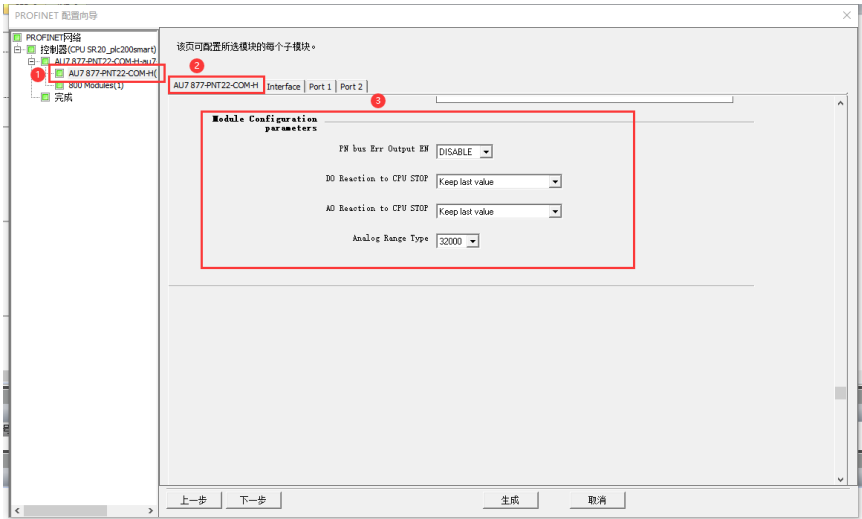 PROFINET 配置向导
PROFINET网络
控制器(CPU SR20_plc200smart)
AU7 877-PNT22-COM-H-au7
AU7 877-PNT22-COM-H(
800 Modules(1)
完成
1
该页可配置所选模块的每个子模块。
2
AU7 877-PNT22-COM-H Interface Port 1 Port 2
3
Module Configuration
parameters
PN bus Err Output EN DISABLE
DO Reaction to CPU STOP Keep last value
AO Reaction to CPU STOP Keep last value
Analog Range Type 32000
上一步 下一步 生成 取消